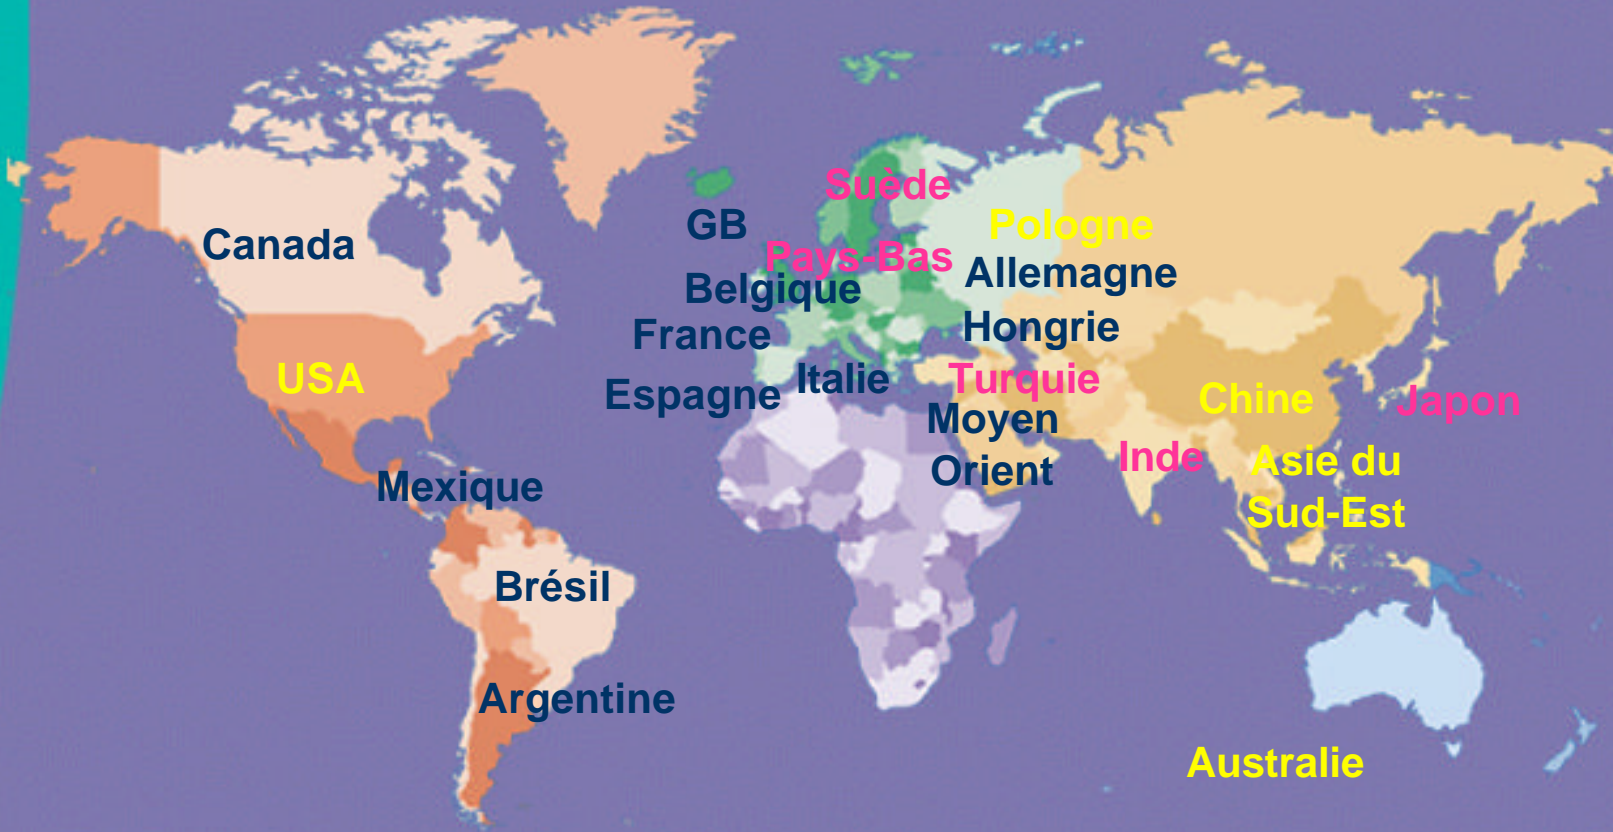 Suède
GB
Pologne
Canada
Pays-Bas
Allemagne
Belgique
France
Hongrie
USA
Italie
Turquie
Espagne
Chine
Japon
Moyen
Orient
Inde
Asie du
Sud-Est
Mexique
Brésil
Argentine
Australie